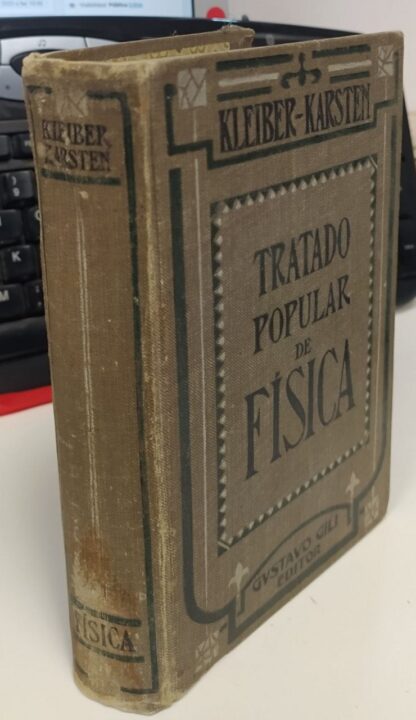 KLEIBER-
KARSTEN
FÍSICA
KLEIBER-KARSTEN
TRATADO
POPULAR
DE
FÍSICA
GVSTAVO GILI
EDITOR